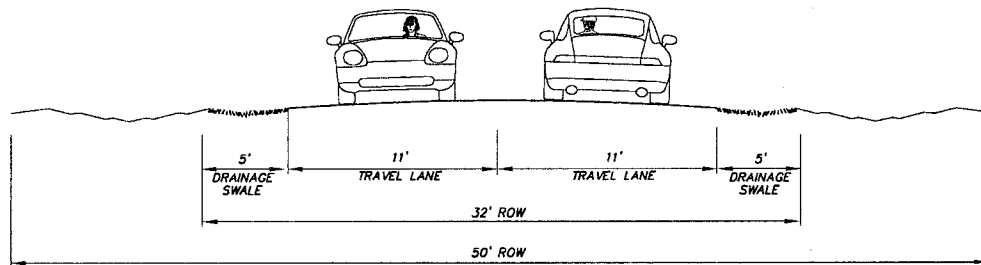 5' 11' 11' 5'
DRAINAGE SWALE TRAVEL LANE TRAVEL LANE DRAINAGE SWALE
32' ROW
50' ROW